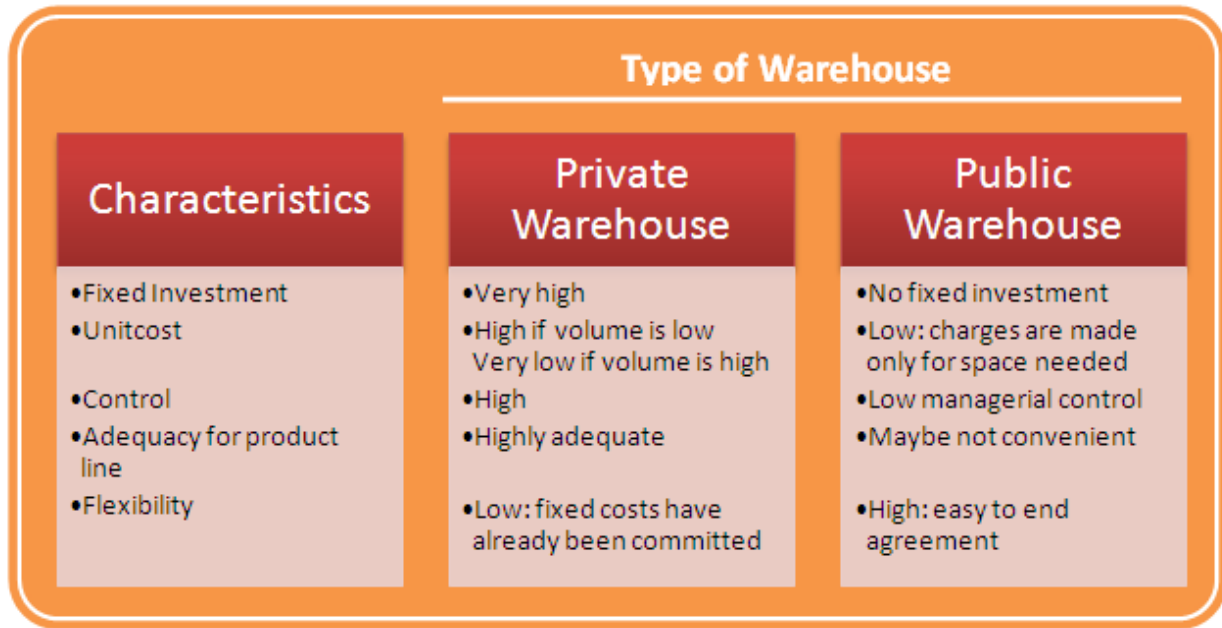 Type of Warehouse
Characteristics
•Fixed Investment
•Unitcost
•Control
•Adequacy for product
line
•Flexibility
Private
Warehouse
•Very high
•High if volume is low
Very low if volume is high
•High
•Highly adequate
•Low: fixed costs have
already been committed
Public
Warehouse
•No fixed investment
•Low: charges are made
only for space needed
•Low managerial control
•Maybe not convenient
•High: easy to end
agreement